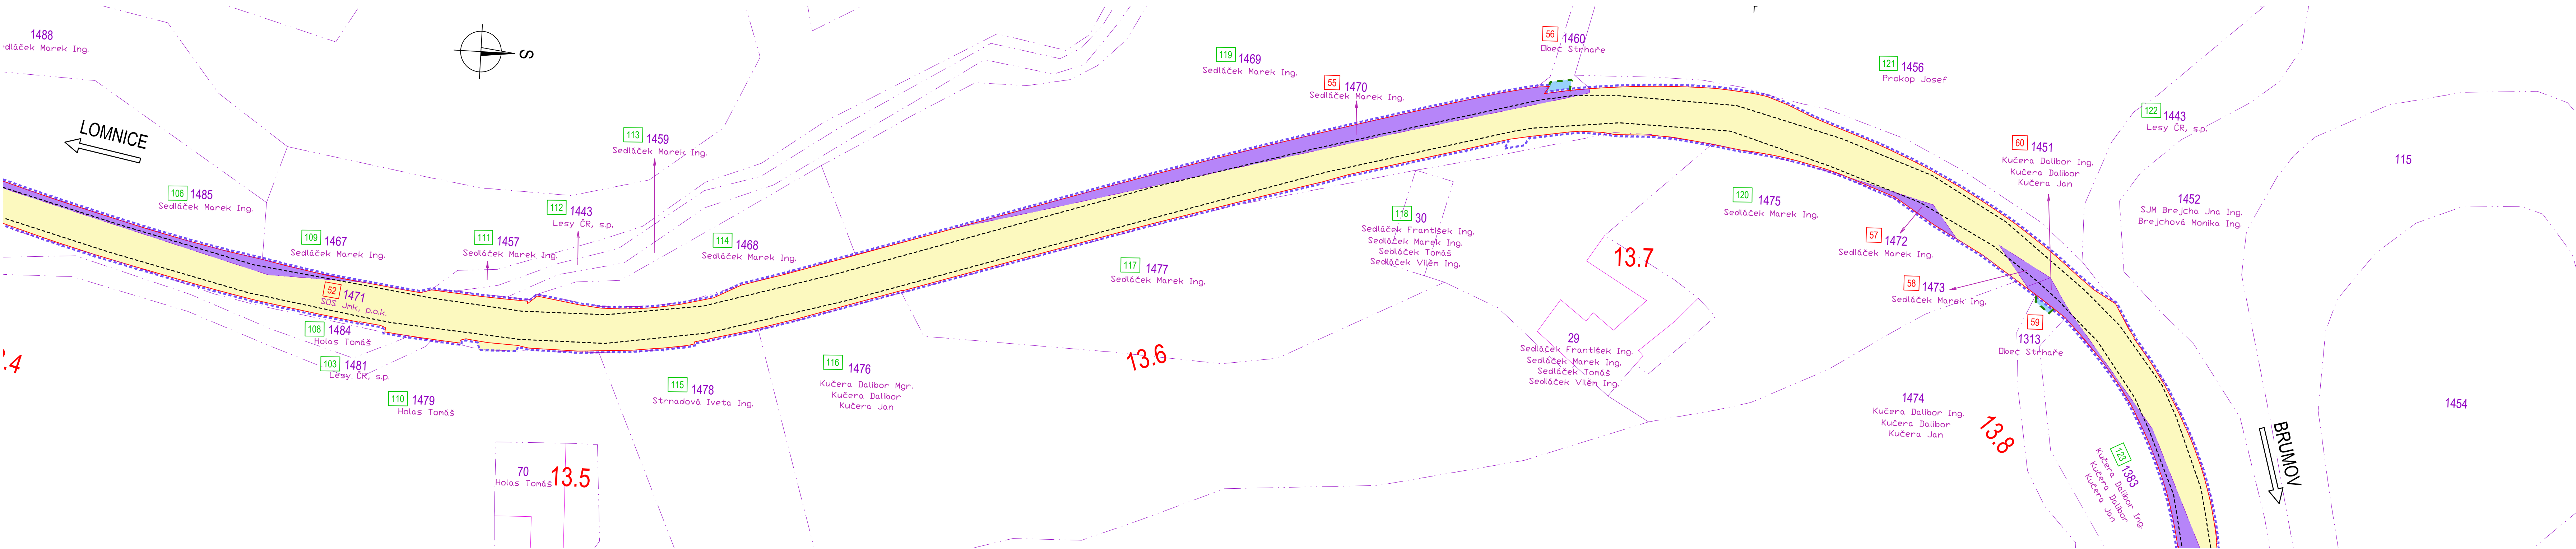 1488
dláček Marek Ing.
S
LOMNICE
106 1485
Sedláček Marek Ing.
109 1467
Sedláček Marek Ing.
52 1471
SÚS JmK, p.o.k.
108 1484
Holas Tomáš
103 1481
Lesy ČR, s.p.
.4
110 1479
Holas Tomáš
111 1457
Sedláček Marek Ing.
112 1443
Lesy ČR, s.p.
113 1459
Sedláček Marek Ing.
114 1468
Sedláček Marek Ing.
70
Holas Tomáš
13.5
115 1478
Strnadová Iveta Ing.
116 1476
Kučera Dalibor Mgr.
Kučera Dalibor
Kučera Jan
117 1477
Sedláček Marek Ing.
13.6
119 1469
Sedláček Marek Ing.
55 1470
Sedláček Marek Ing.
56 1460
Obec Strhaře
118 30
Sedláček František Ing.
Sedláček Marek Ing.
Sedláček Tomáš
Sedláček Vilém Ing.
29
Sedláček František Ing.
Sedláček Marek Ing.
Sedláček Tomáš
Sedláček Vilém Ing.
13.7
120 1475
Sedláček Marek Ing.
121 1456
Prokop Josef
57 1472
Sedláček Marek Ing.
58 1473
Sedláček Marek Ing.
60 1451
Kučera Dalibor Ing.
Kučera Dalibor
Kučera Jan
59
1313
Obec Strhaře
122 1443
Lesy ČR, s.p.
1452
SJM Brejcha Jna Ing.
Brejchová Monika Ing.
1474
Kučera Dalibor Ing.
Kučera Dalibor
Kučera Jan
13.8
123 1383
Kučera Dalibor Ing.
Kučera Dalibor
Kučera Jan
BRUMOV
115
1454